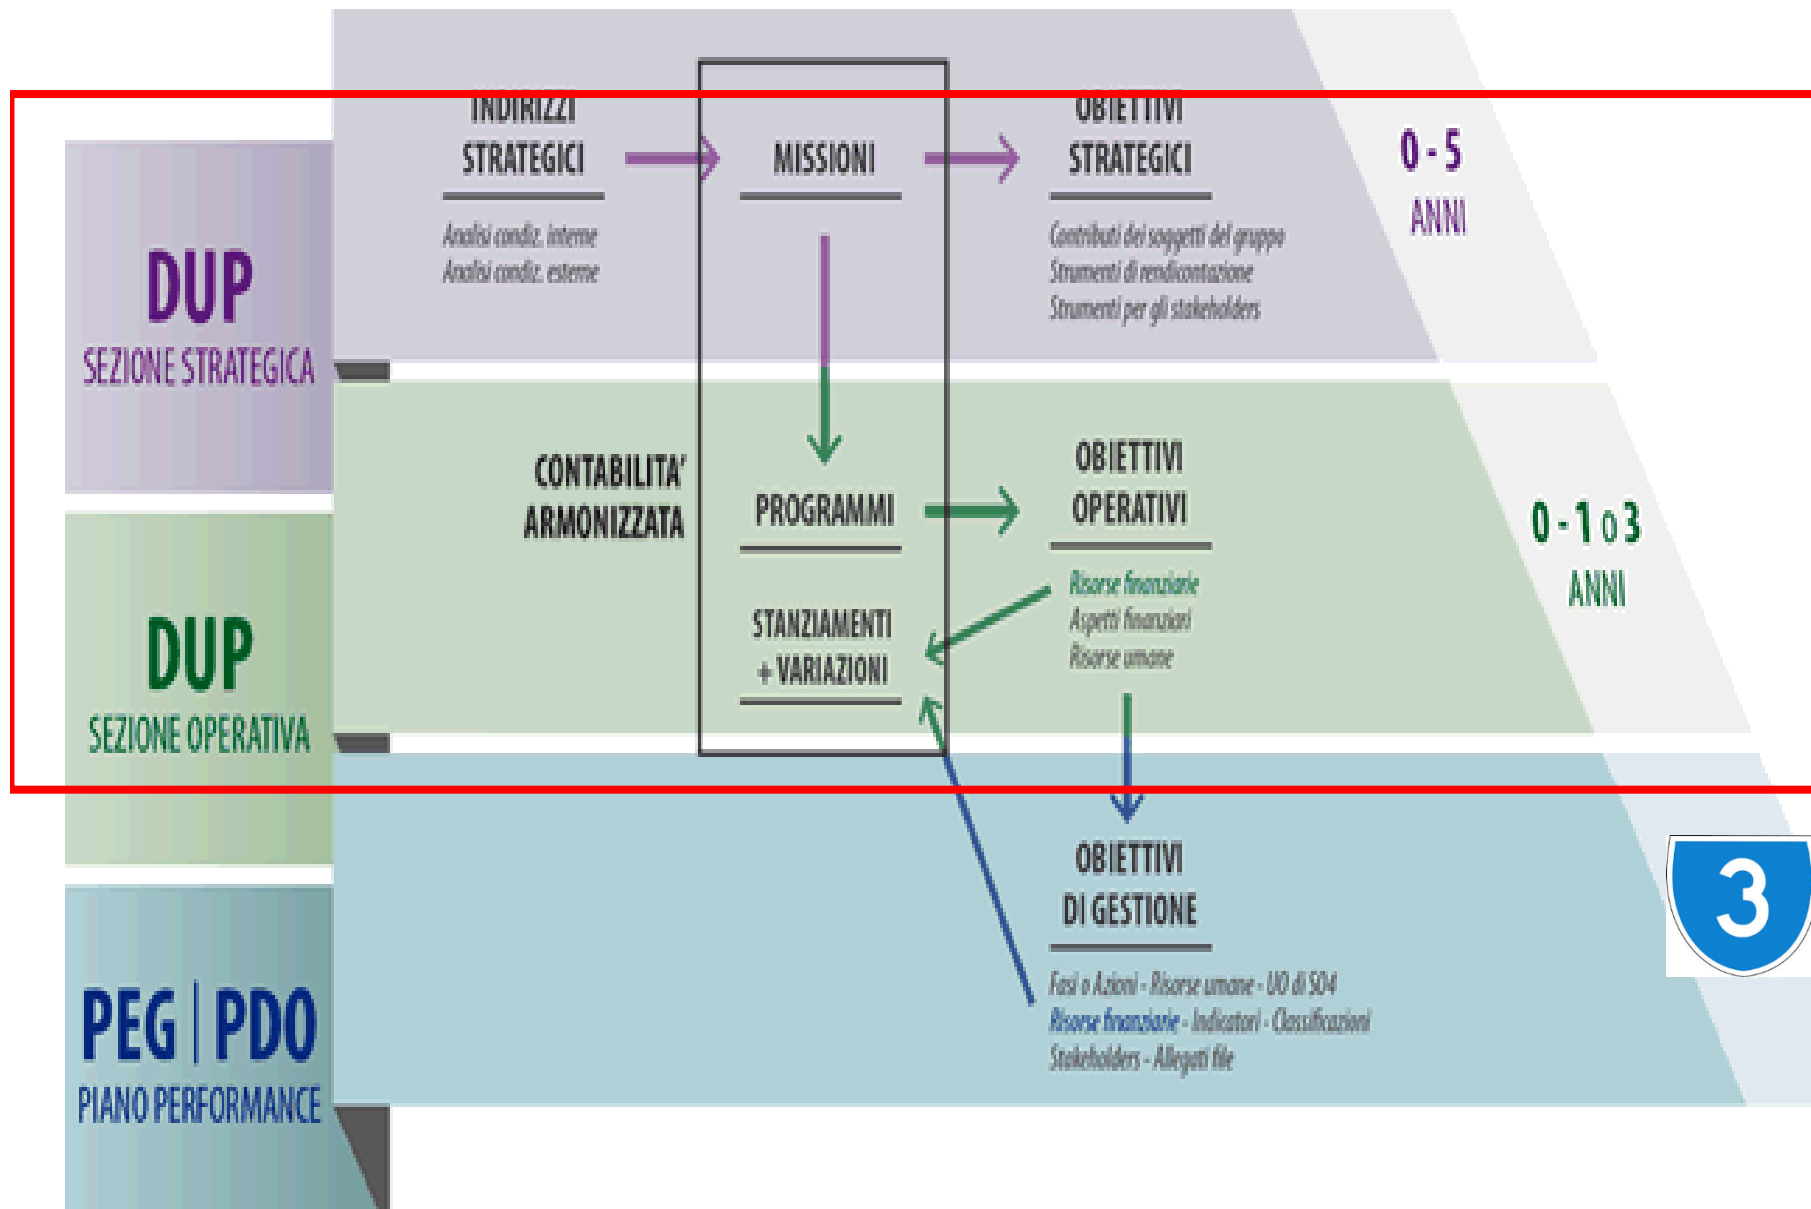 INDIRIZZI
STRATEGICI
Analisi condiz. interne
Analisi condiz. esterne
MISSIONI
OBIETTIVI
STRATEGICI
Contributi dei soggetti del gruppo
Strumenti di rendicontazione
Strumenti per gli stakeholders
0 - 5
ANNI
DUP
SEZIONE STRATEGICA
CONTABILITA'
ARMONIZZATA
PROGRAMMI
STANZIAMENTI
+ VARIAZIONI
OBIETTIVI
OPERATIVI
Risorse finanziarie
Aspetti finanziari
Risorse umane
0 - 1 o 3
ANNI
DUP
SEZIONE OPERATIVA
OBIETTIVI
DI GESTIONE
Fasi o Azioni - Risorse umane - UO di SO4
Risorse finanziarie - Indicatori - Classificazioni
Stakeholders - Allegati file
3
PEG | PDO
PIANO PERFORMANCE